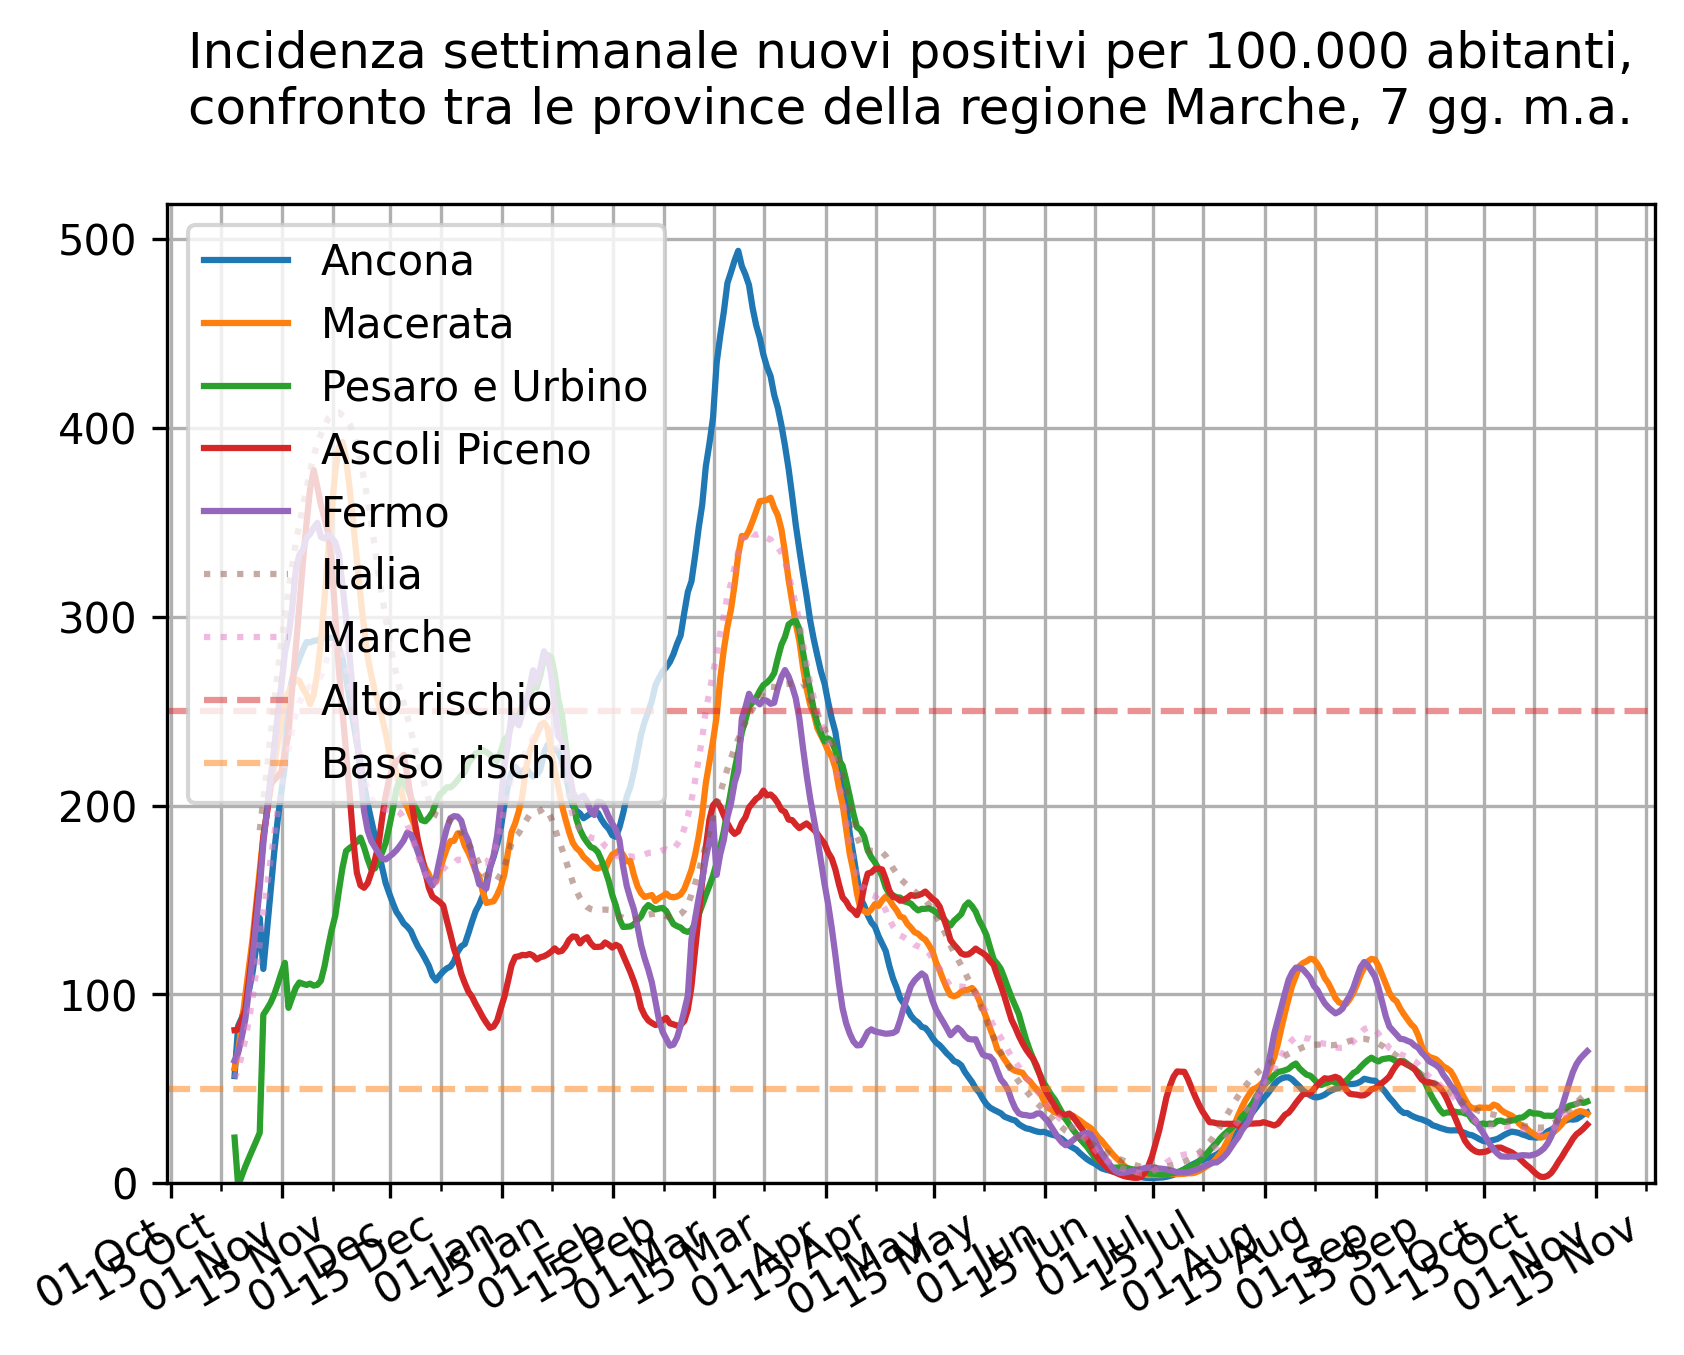 Incidenza settimanale nuovi positivi per 100.000 abitanti,
confronto tra le province della regione Marche, 7 gg. m.a.
500
400
300
200
100
0
Ancona
Macerata
Pesaro e Urbino
Ascoli Piceno
Fermo
Italia
Marche
Alto rischio
Basso rischio
01 Oct
15 Oct
01 Nov
15 Nov
01 Dec
15 Dec
01 Jan
15 Jan
01 Feb
15 Feb
01 Mar
15 Mar
01 Apr
15 Apr
01 May
15 May
01 Jun
15 Jun
01 Jul
15 Jul
01 Aug
15 Aug
01 Sep
15 Sep
01 Oct
15 Oct
01 Nov
15 Nov